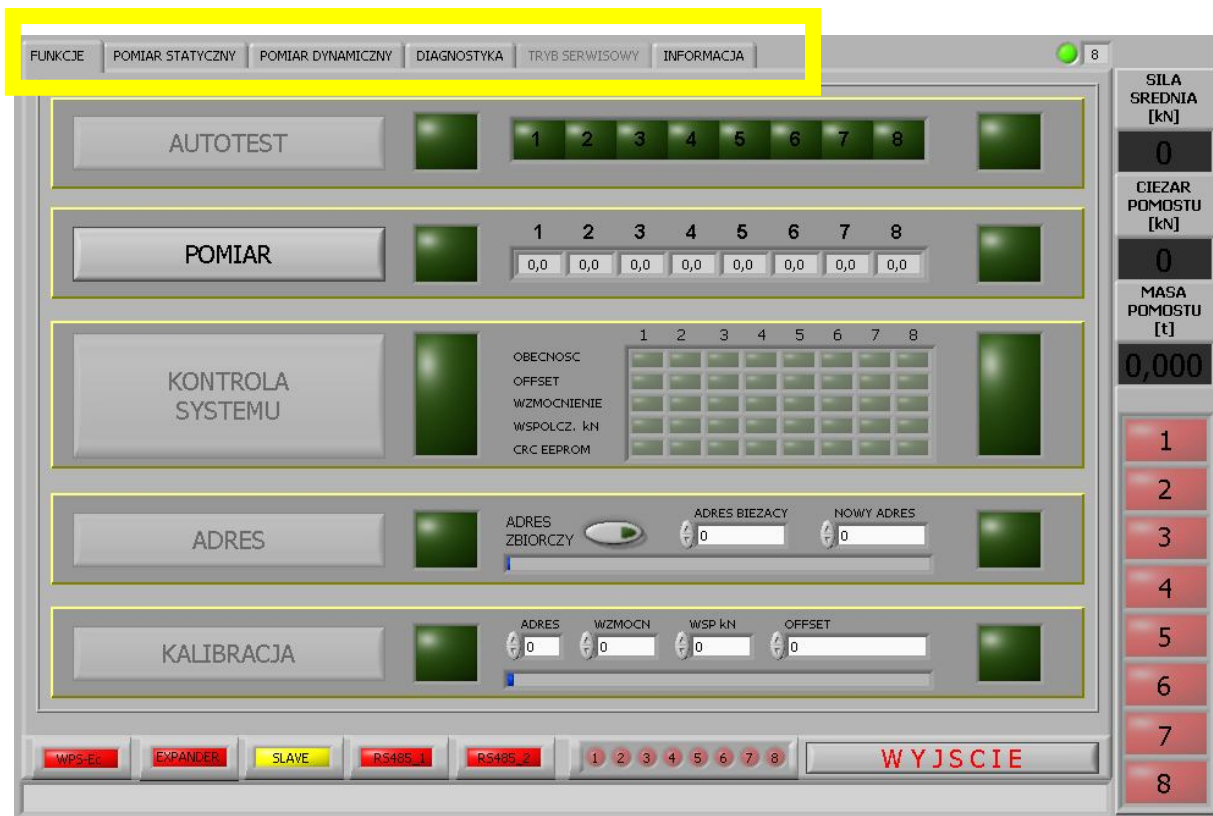 FUNKCJE POMIAR STATYCZNY POMIAR DYNAMICZNY DIAGNOSTYKA TRYB SERWISOWY INFORMACJA 8
SILA
SREDNIA
[kN]
0
CIEZAR
POMOSTU
[kN]
0
MASA
POMOSTU
[t]
0,000
AUTOTEST 1 2 3 4 5 6 7 8
POMIAR
1 2 3 4 5 6 7 8
0,0 0,0 0,0 0,0 0,0 0,0 0,0 0,0
KONTROLA
SYSTEMU
1 2 3 4 5 6 7 8
OBECNOSC
OFFSET
WZMOCNIENIE
WSPOLCZ. kN
CRC EEPROM
ADRES
ADRES
ZBIORCZY
ADRES BIEZACY NOWY ADRES
0 0
KALIBRACJA
ADRES WZMOCN WSP kN OFFSET
0 0 0 0
1
2
3
4
5
6
7
8
WPS-Ec EXPANDER SLAVE RS485_1 RS485_2 1 2 3 4 5 6 7 8 WYJSCIE